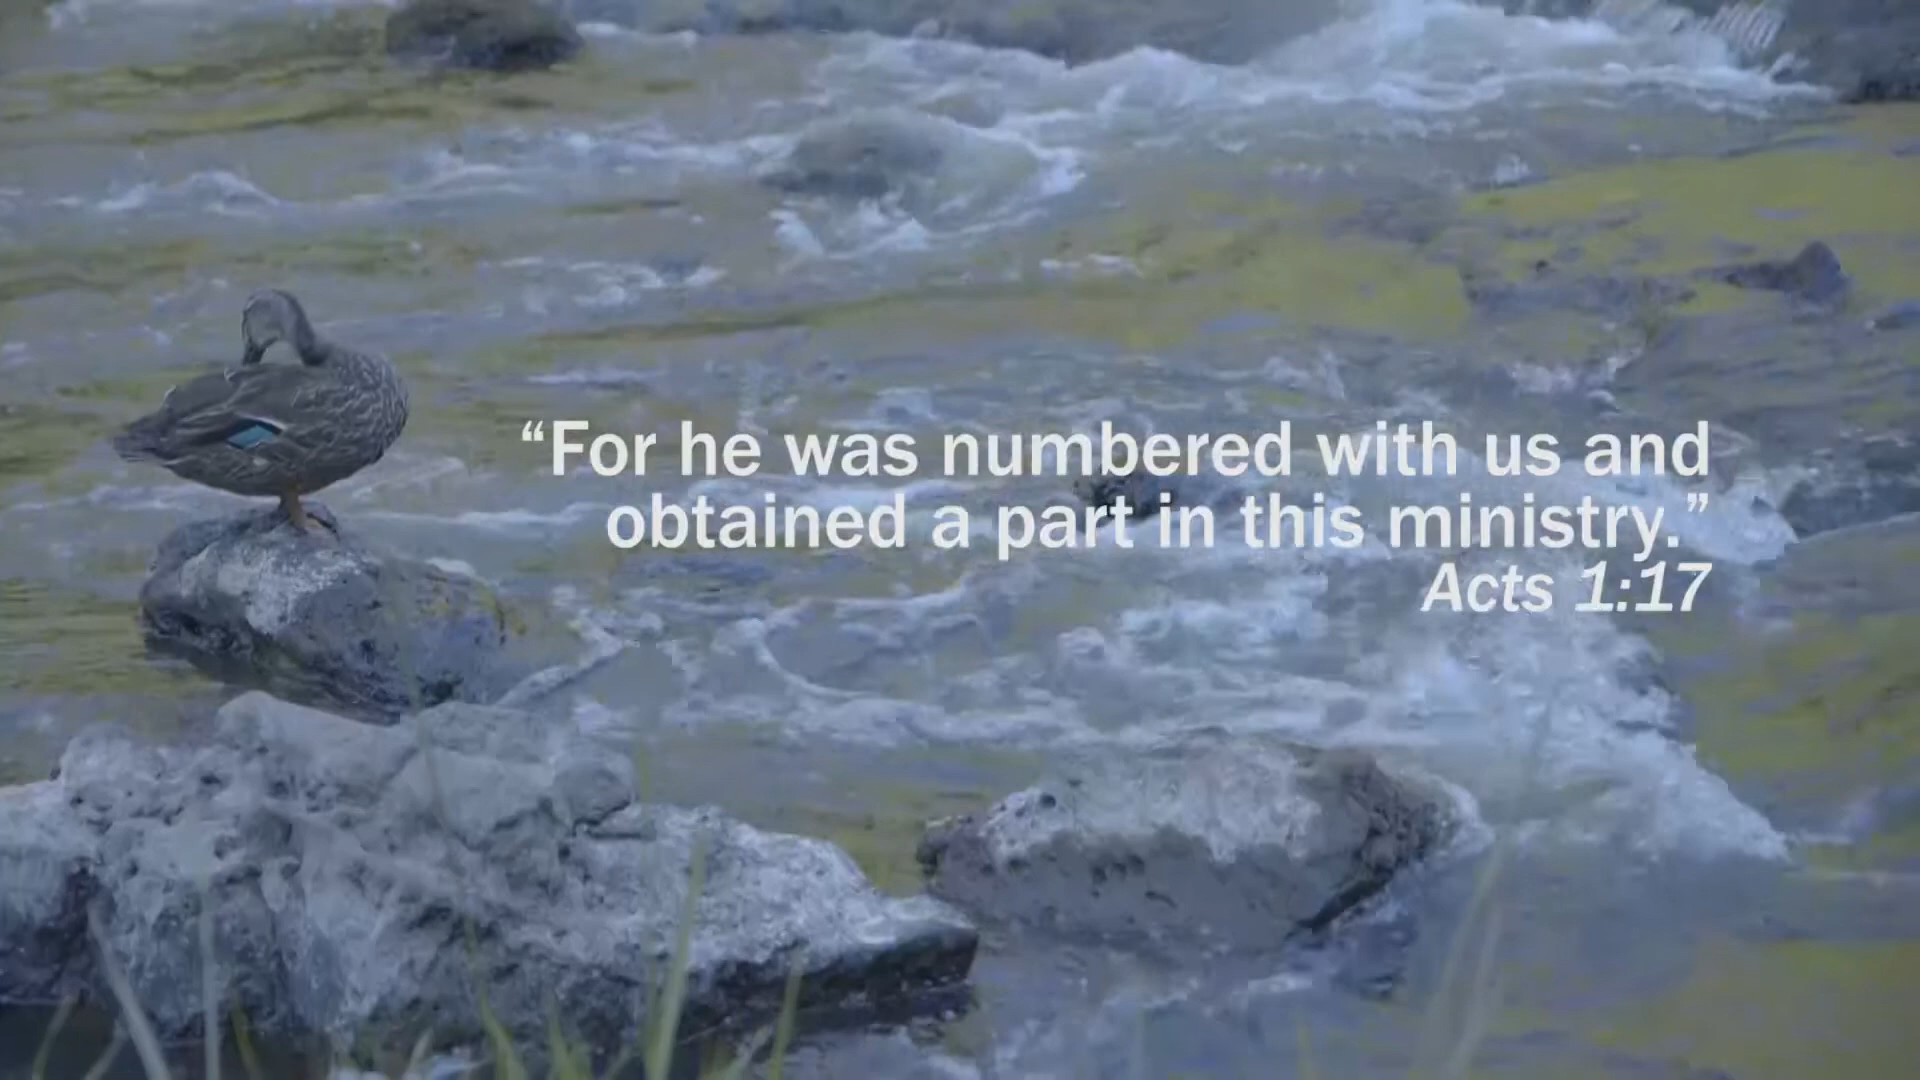 “For he was numbered with us and
obtained a part in this ministry.”
Acts 1:17